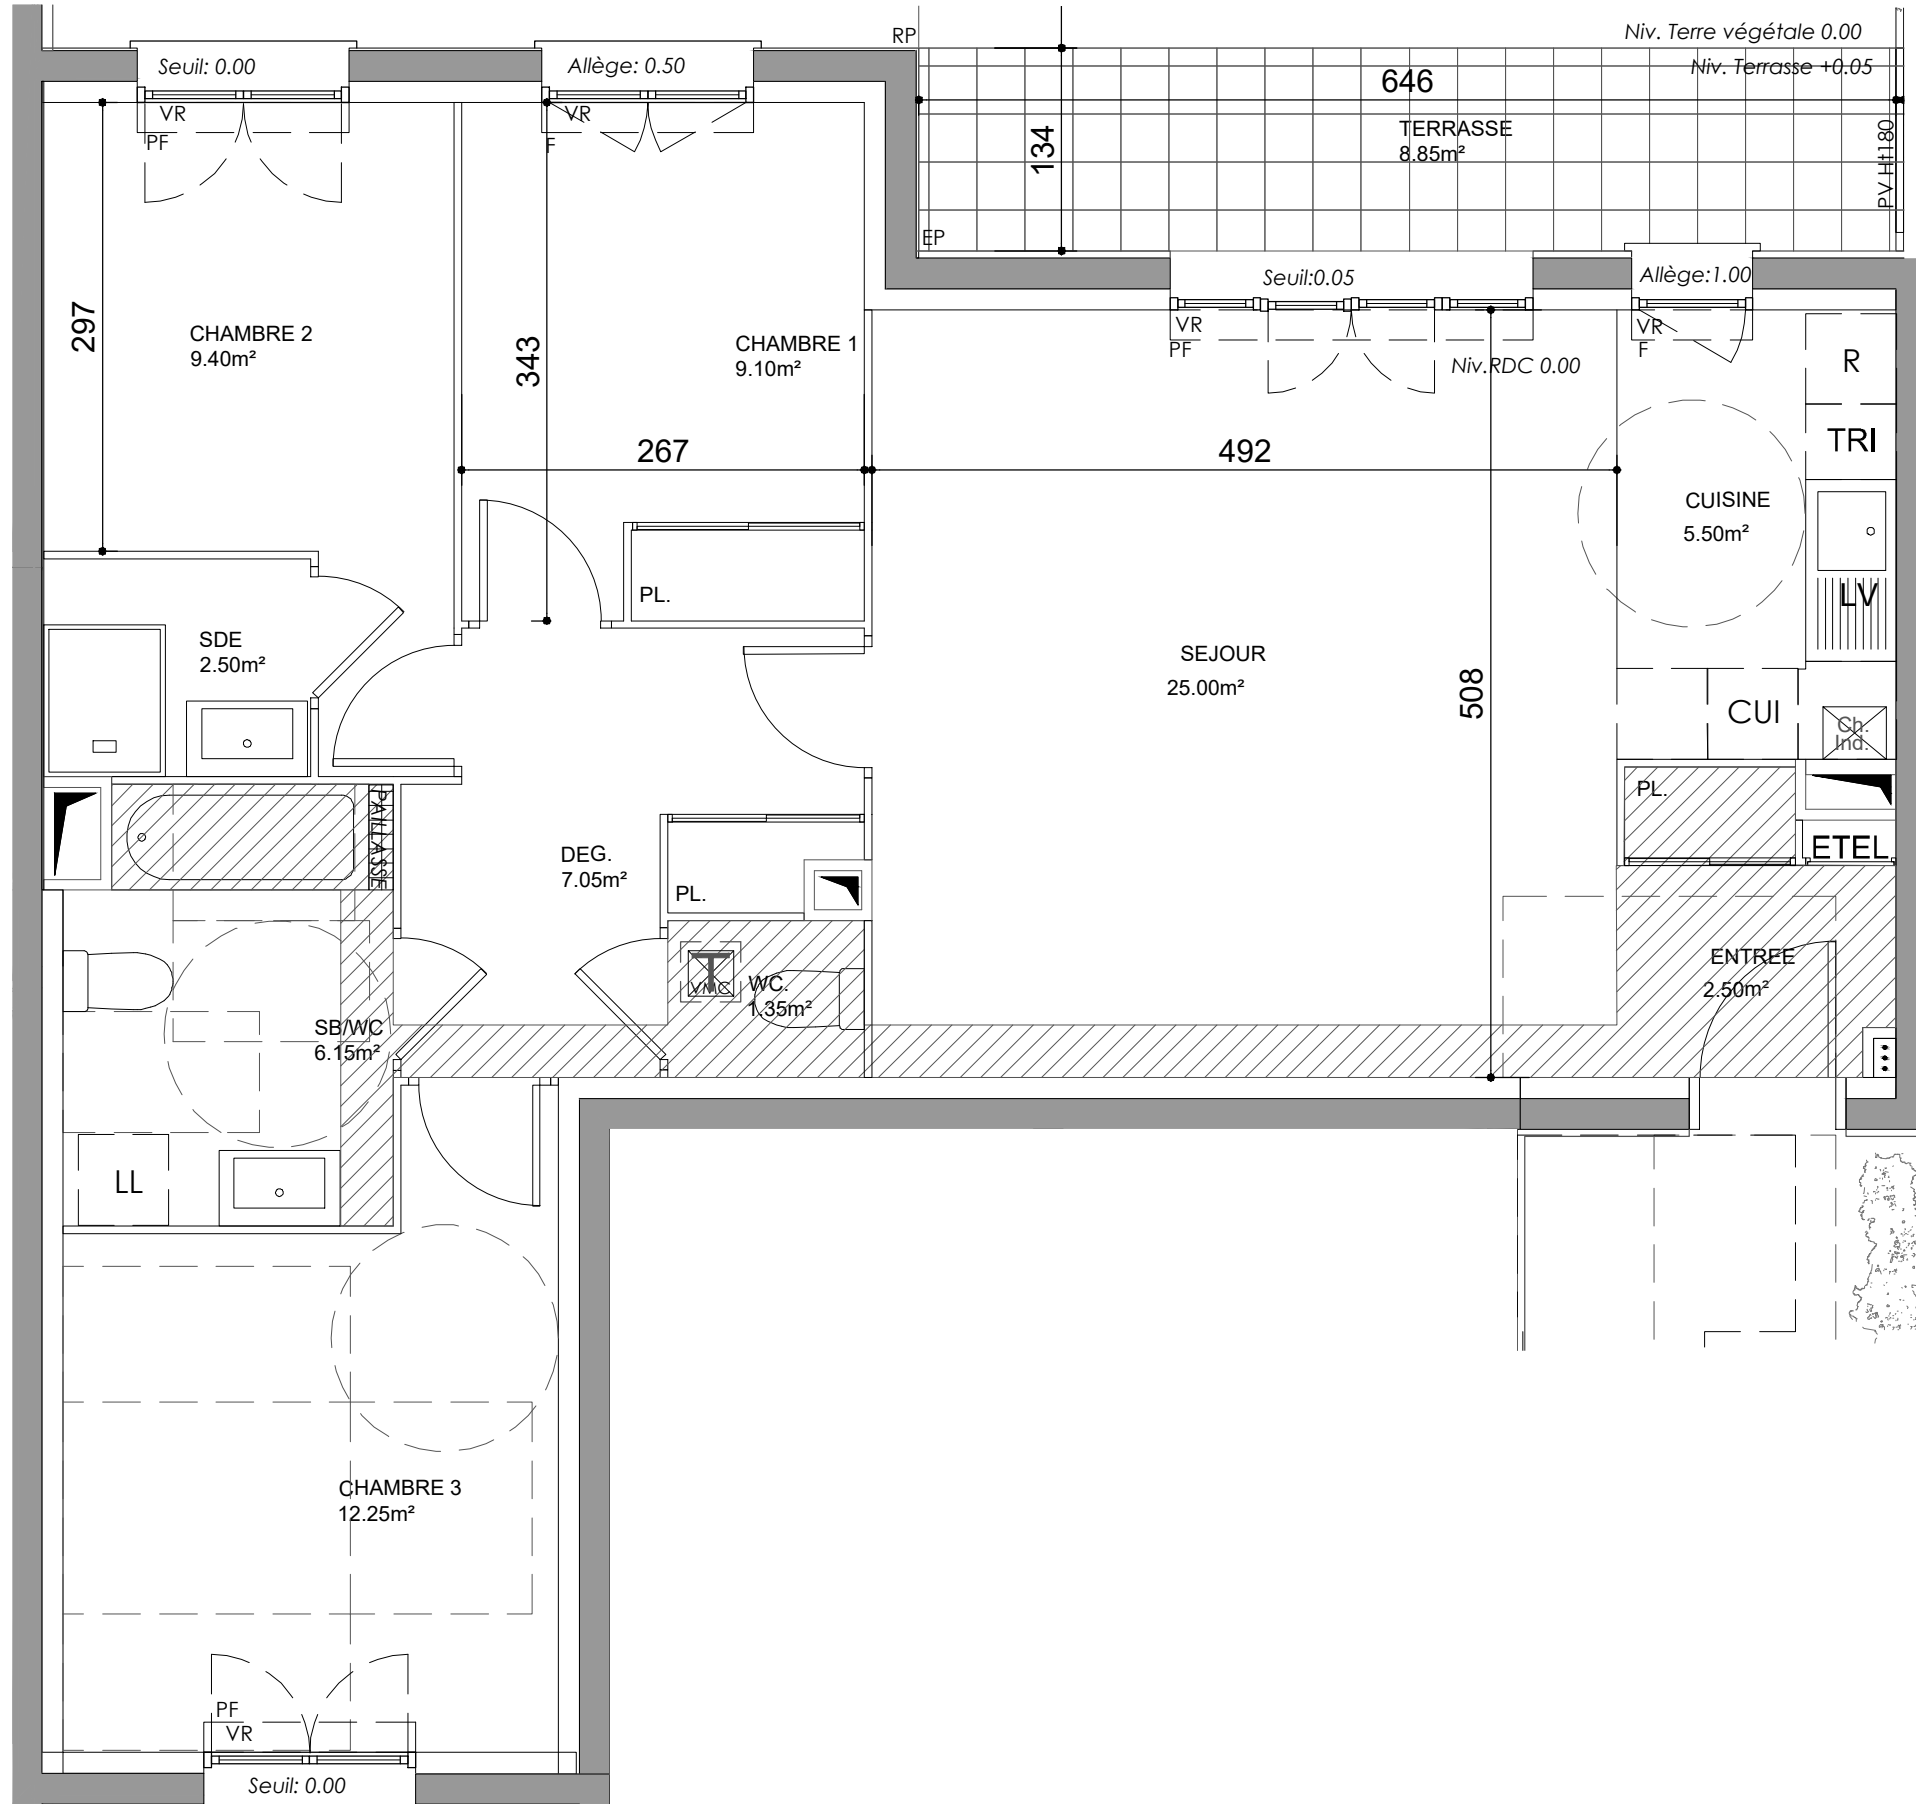 Niv. Terre végétale 0.00
Niv. Terrasse +0.05
RP
Seuil: 0.00
Allège: 0.50
646
VR
PF
VR
F
134
TERRASSE
8.85m²
PV Ht180
EP
Seuil:0.05
Allège:1.00
297
CHAMBRE 2
9.40m²
343
CHAMBRE 1
9.10m²
VR
PF
Niv.RDC 0.00
VR
F
R
TRI
267
492
CUISINE
5.50m²
PL.
LV
SDE
2.50m²
SEJOUR
25.00m²
508
CUI
Ch.
Ind.
PAILLASSE
PL.
ETEL
DEG.
7.05m²
PL.
VMC
WC.
1.35m²
ENTREE
2.50m²
SB/WC
6.15m²
LL
CHAMBRE 3
12.25m²
PF
VR
Seuil: 0.00